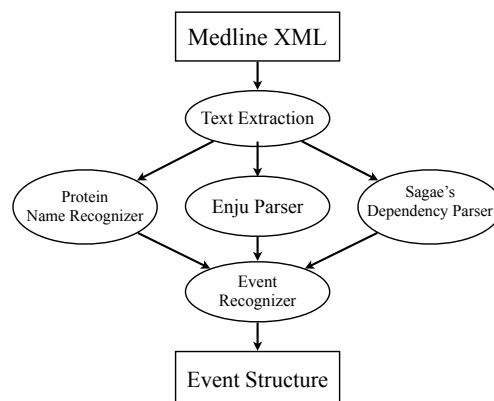 Medline XML
Text Extraction
Protein
Name Recognizer
Enju Parser
Sagae's
Dependency Parser
Event
Recognizer
Event Structure